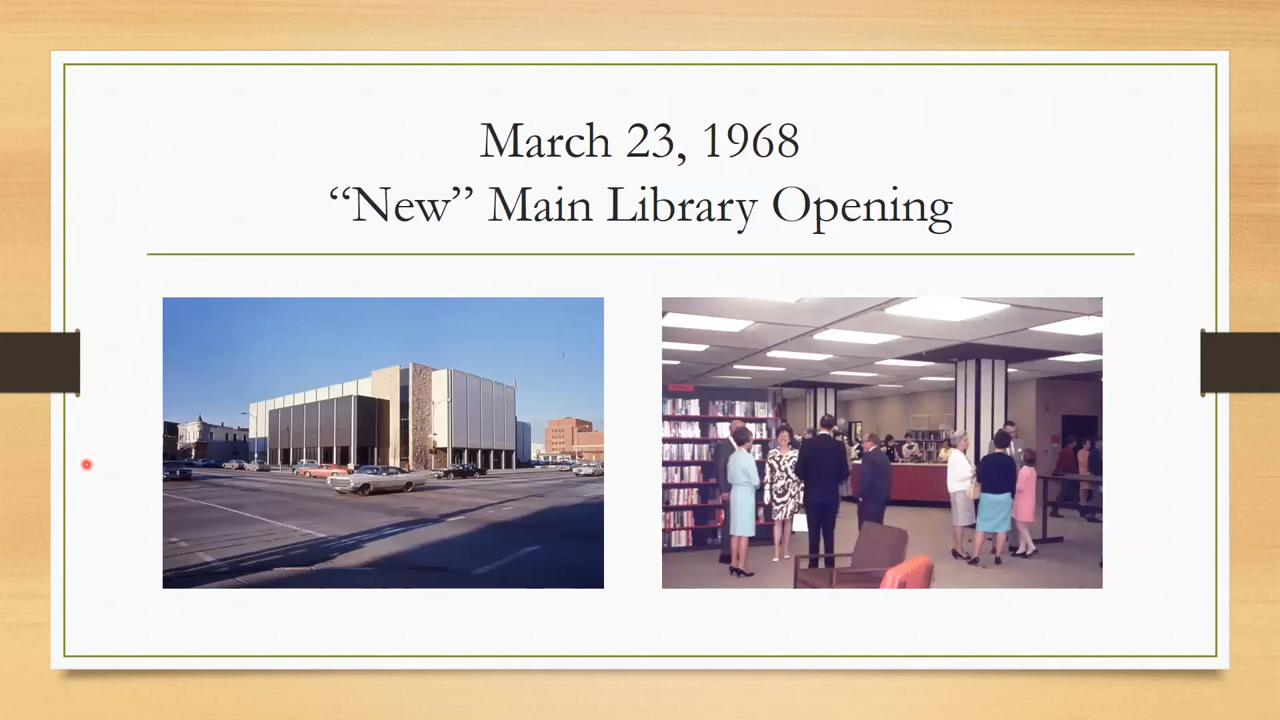 March 23, 1968
“New” Main Library Opening